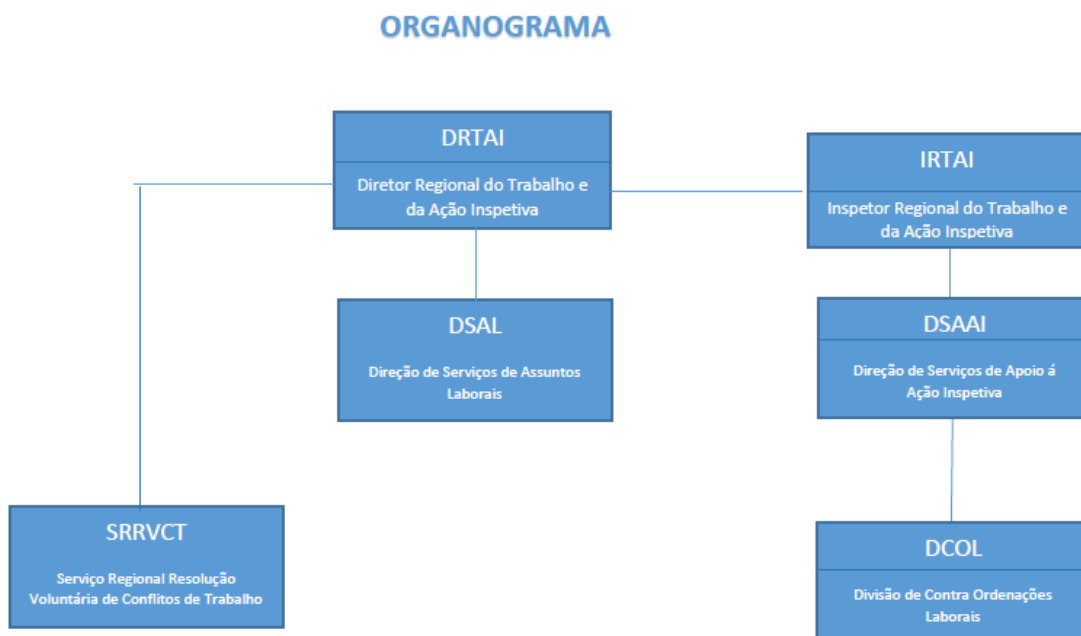 ORGANOGRAMA
DRTAI
Diretor Regional do Trabalho e
da Ação Inspetiva
IRTAI
Inspetor Regional do Trabalho e
da Ação Inspetiva
DSAL
Direção de Serviços de Assuntos
Laborais
DSAAI
Direção de Serviços de Apoio á
Ação Inspetiva
SRRVCT
Serviço Regional Resolução
Voluntária de Conflitos de Trabalho
DCOL
Divisão de Contra Ordenações
Laborais